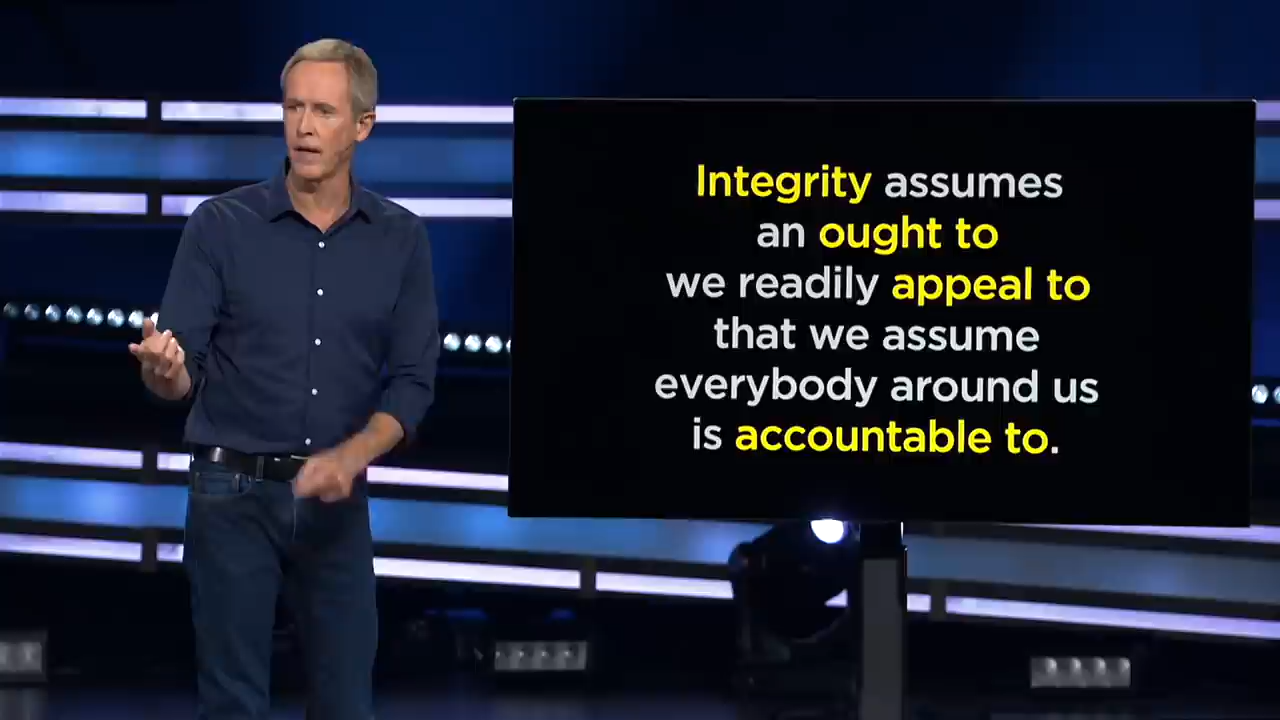 Integrity assumes
an ought to
we readily appeal to
that we assume
everybody around us
is accountable to.